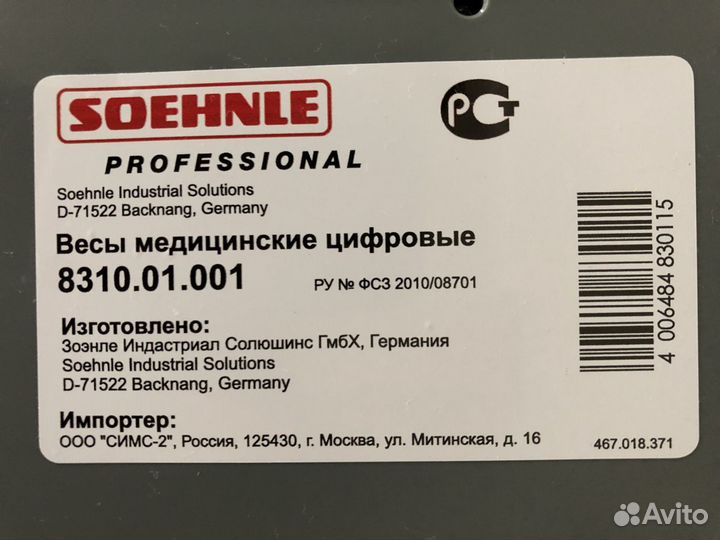 SOEHNLE
PROFESSIONAL
РСТ
Soehnle Industrial Solutions
D-71522 Backnang, Germany
Весы медицинские цифровые
8310.01.001 РУ № ФСЗ 2010/08701
Изготовлено:
Зоэнле Индастриал Солюшинс ГмбХ, Германия
Soehnle Industrial Solutions
D-71522 Backnang, Germany
Импортер:
ООО "СИМС-2", Россия, 125430, г. Москва, ул. Митинская, д. 16
4 006484 830115
467.018.371
Avito